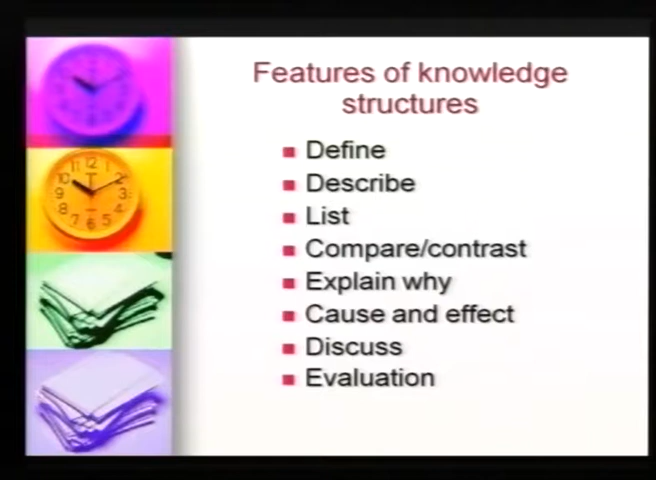 Features of knowledge
structures
Define
Describe
List
Compare/contrast
Explain why
Cause and effect
Discuss
Evaluation